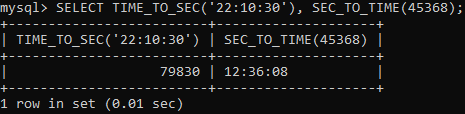 mysql> SELECT TIME_TO_SEC('22:10:30'), SEC_TO_TIME(45368);
+-------------------------+--------------------+
| TIME_TO_SEC('22:10:30') | SEC_TO_TIME(45368) |
+-------------------------+--------------------+
|                   79830 | 12:36:08           |
+-------------------------+--------------------+
1 row in set (0.01 sec)